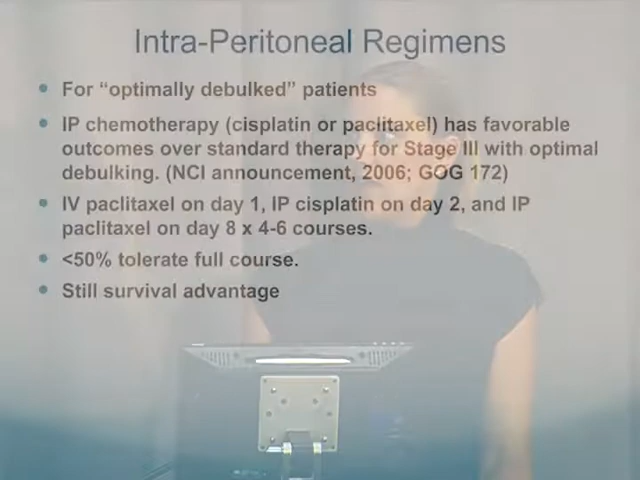 Intra-Peritoneal Regimens
• For “optimally debulked” patients
• IP chemotherapy (cisplatin or paclitaxel) has favorable
outcomes over standard therapy for Stage III with optimal
debulking. (NCI announcement, 2006; GOG 172)
• IV paclitaxel on day 1, IP cisplatin on day 2, and IP
paclitaxel on day 8 x 4-6 courses.
• <50% tolerate full course.
• Still survival advantage